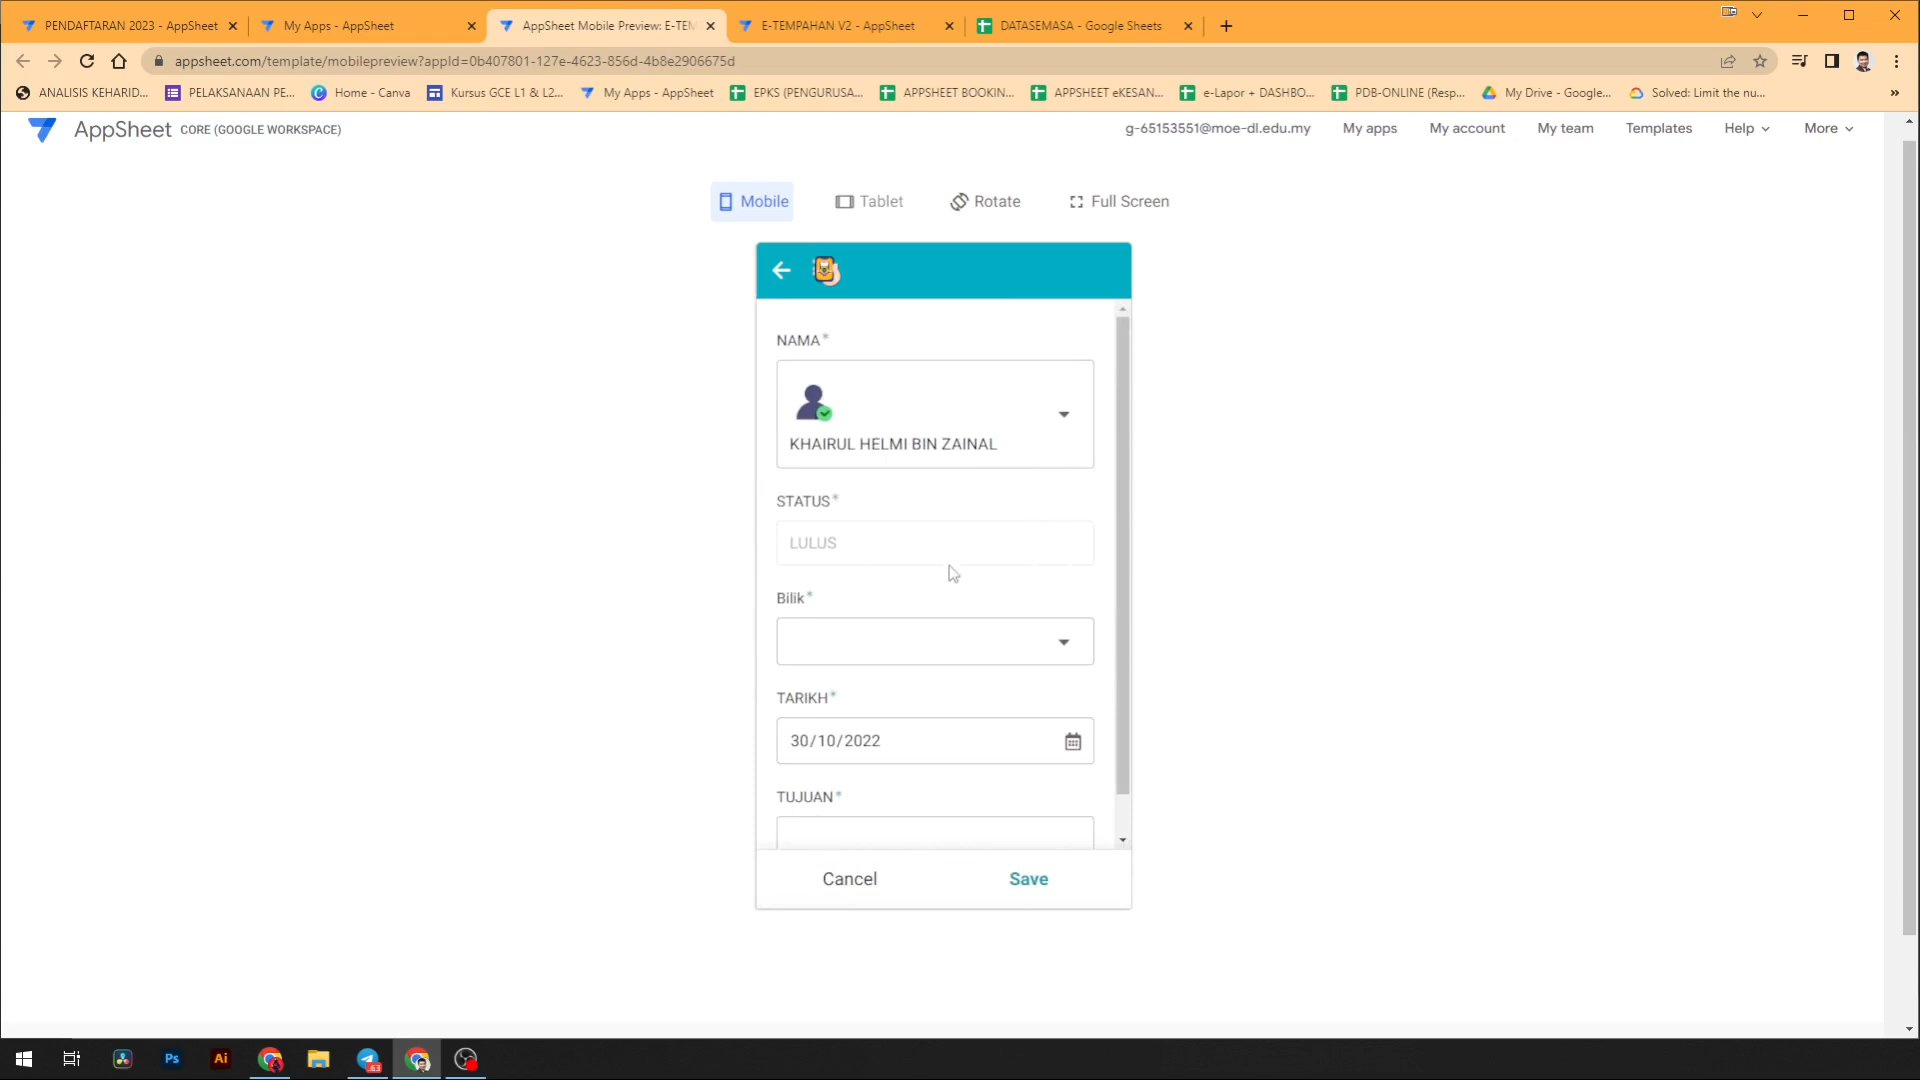 PENDAFTARAN 2023 - AppSheet
My Apps - AppSheet
AppSheet Mobile Preview: E-TEM
E-TEMPAHAN V2 - AppSheet
DATASEMASA - Google Sheets
appsheet.com/template/mobilepreview?appId=0b407801-127e-4623-856d-4b8e2906675d
ANALISIS KEHARID...
PELAKSANAAN PE...
Home - Canva
Kursus GCE L1 & L2...
My Apps - AppSheet
EPKS (PENGURUSA...
APPSHEET BOOKIN...
APPSHEET eKESAN...
e-Lapor + DASHBO...
PDB-ONLINE (Resp...
My Drive - Google...
Solved: Limit the nu...
»
AppSheet CORE (GOOGLE WORKSPACE)
g-65153551@moe-dl.edu.my
My apps
My account
My team
Templates
Help
More
Mobile
Tablet
Rotate
Full Screen
NAMA*
KHAIRUL HELMI BIN ZAINAL
STATUS*
LULUS
Bilik*
TARIKH*
30/10/2022
TUJUAN*
Cancel
Save
Ps
Ai
63